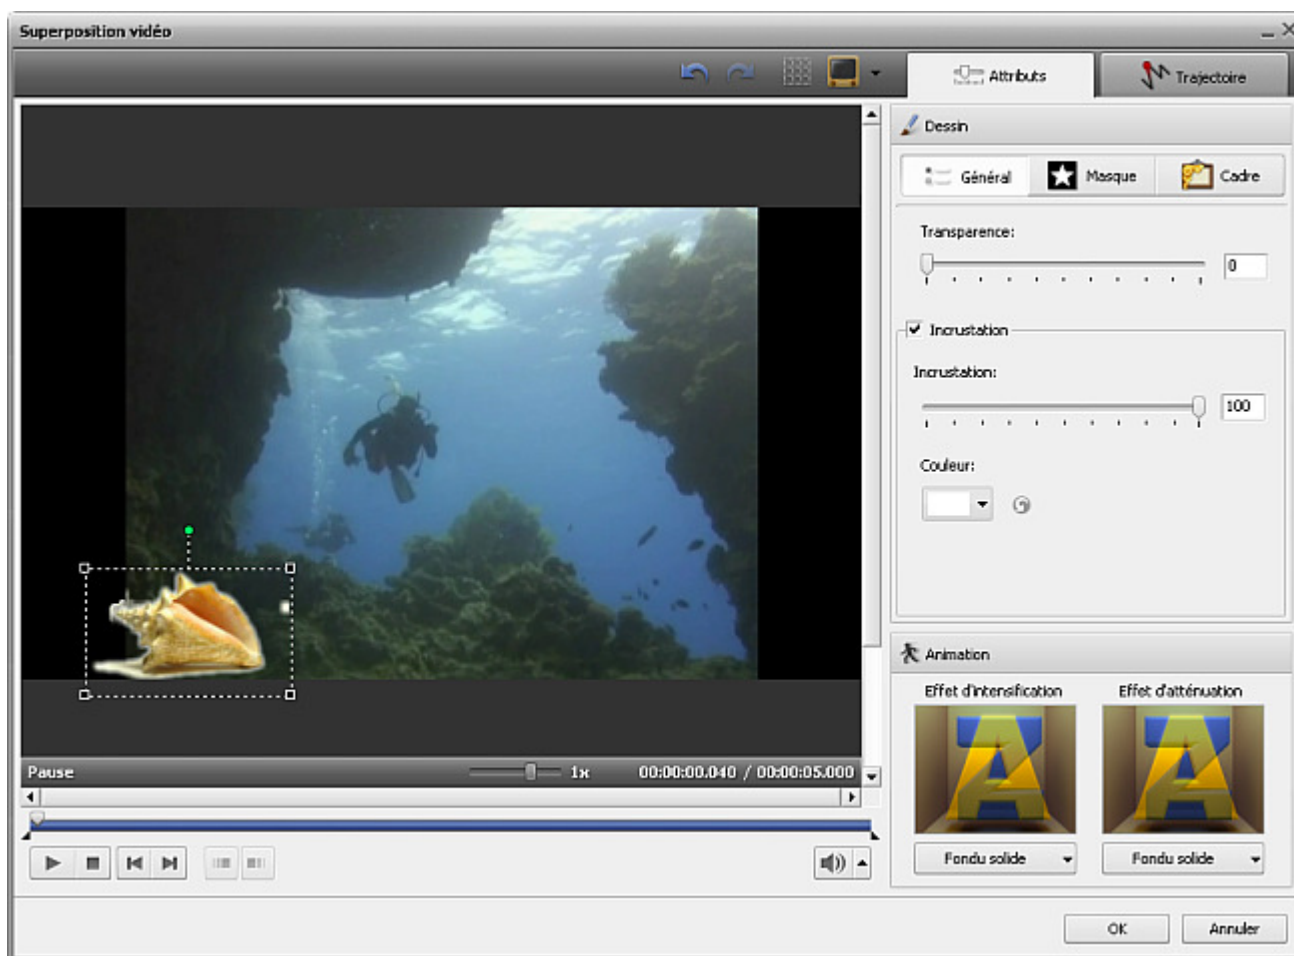 Superposition vidéo
Attributs
Trajectoire
Dessin
Général
Masque
Cadre
Transparence:
0
Incrustation
Incrustation:
100
Couleur:
Animation
Effet d'intensification
Effet d'atténuation
Pause
1x
00:00:00.040 / 00:00:05.000
Fondu solide
Fondu solide
OK
Annuler